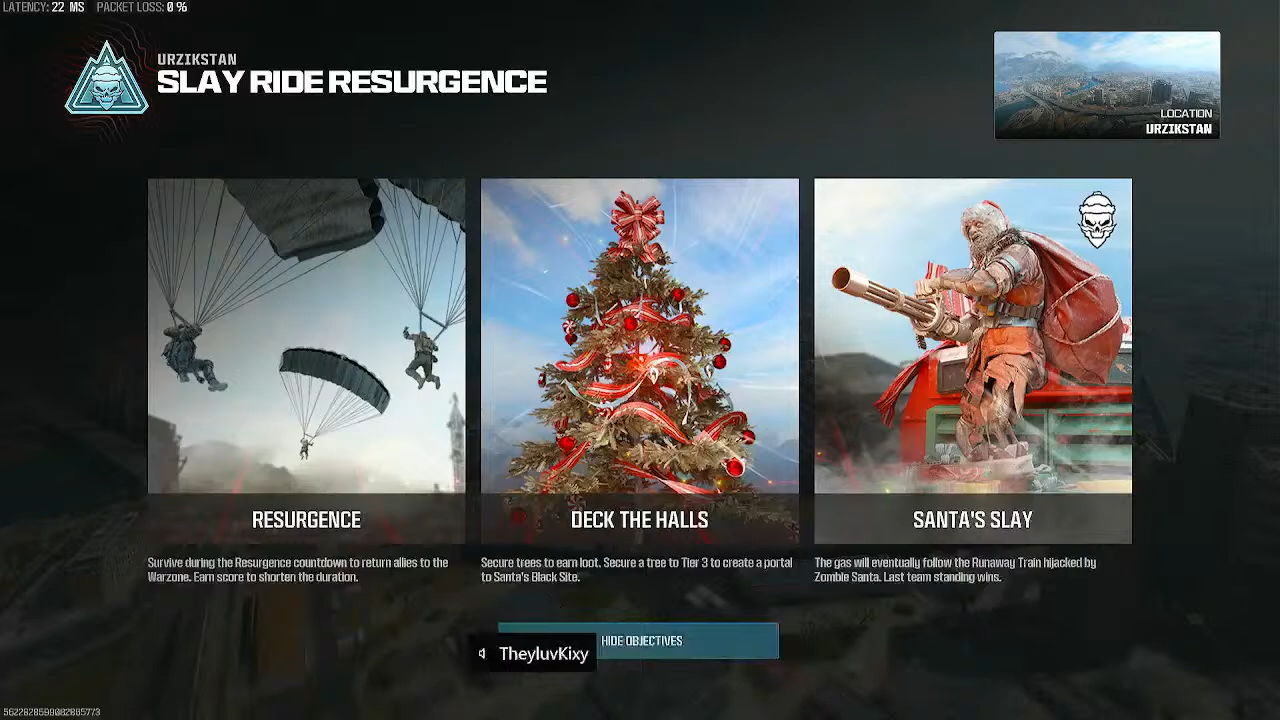 LATENCY: 22 MS PACKET LOSS: 0 %
URZIKSTAN
SLAY RIDE RESURGENCE
LOCATION
URZIKSTAN
RESURGENCE
Survive during the Resurgence countdown to return allies to the
Warzone. Earn score to shorten the duration.
DECK THE HALLS
Secure trees to earn loot. Secure a tree to Tier 3 to create a portal
to Santa's Black Site.
SANTA'S SLAY
The gas will eventually follow the Runaway Train hijacked by
Zombie Santa. Last team standing wins.
HIDE OBJECTIVES
TheyluvKixy